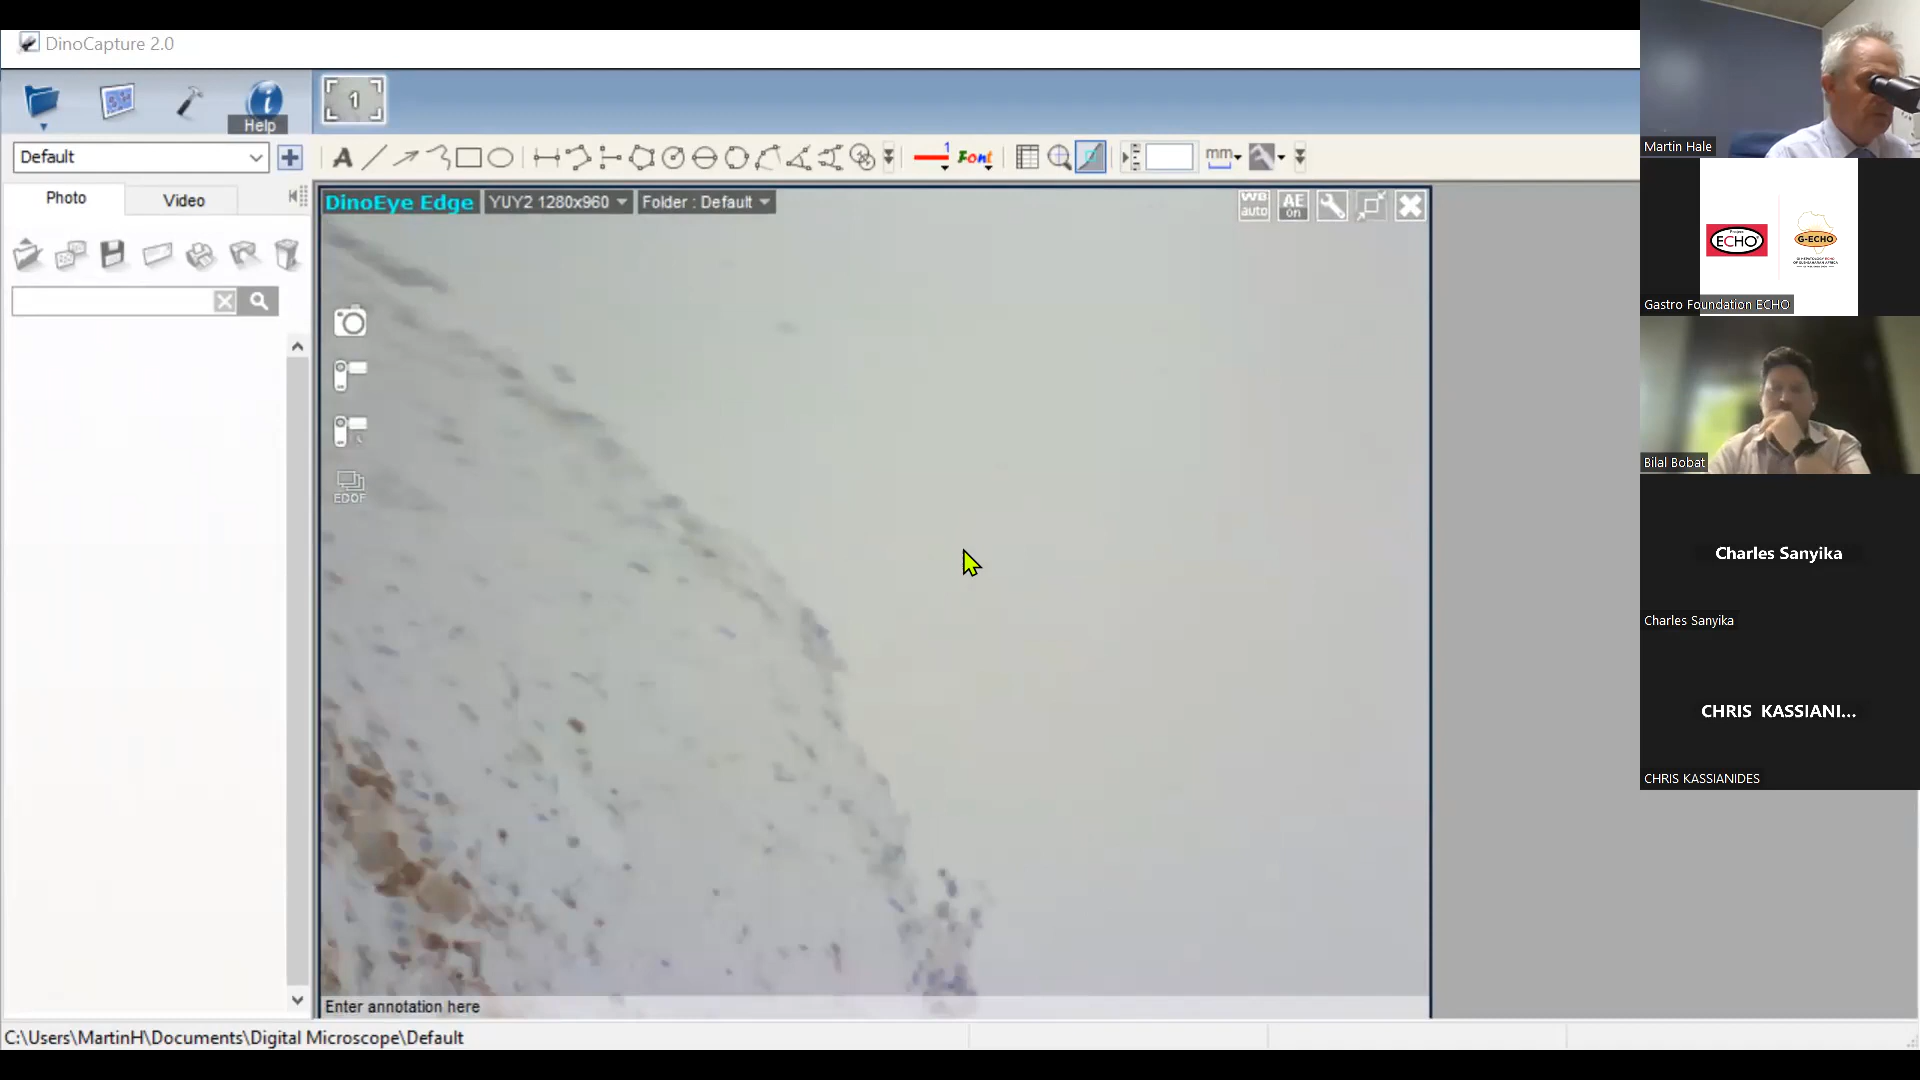 DinoCapture 2.0
Help
1
Default
A
1
Font
mm
Photo
Video
DinoEye Edge
YUY2 1280x960
Folder : Default
WB
auto
AE
on
EDOF
Enter annotation here
C:\Users\MartinH\Documents\Digital Microscope\Default
Martin Hale
Project
ECHO
G-ECHO
Gastro Foundation ECHO
Bilal Bobat
Charles Sanyika
Charles Sanyika
CHRIS KASSIANI...
CHRIS KASSIANIDES